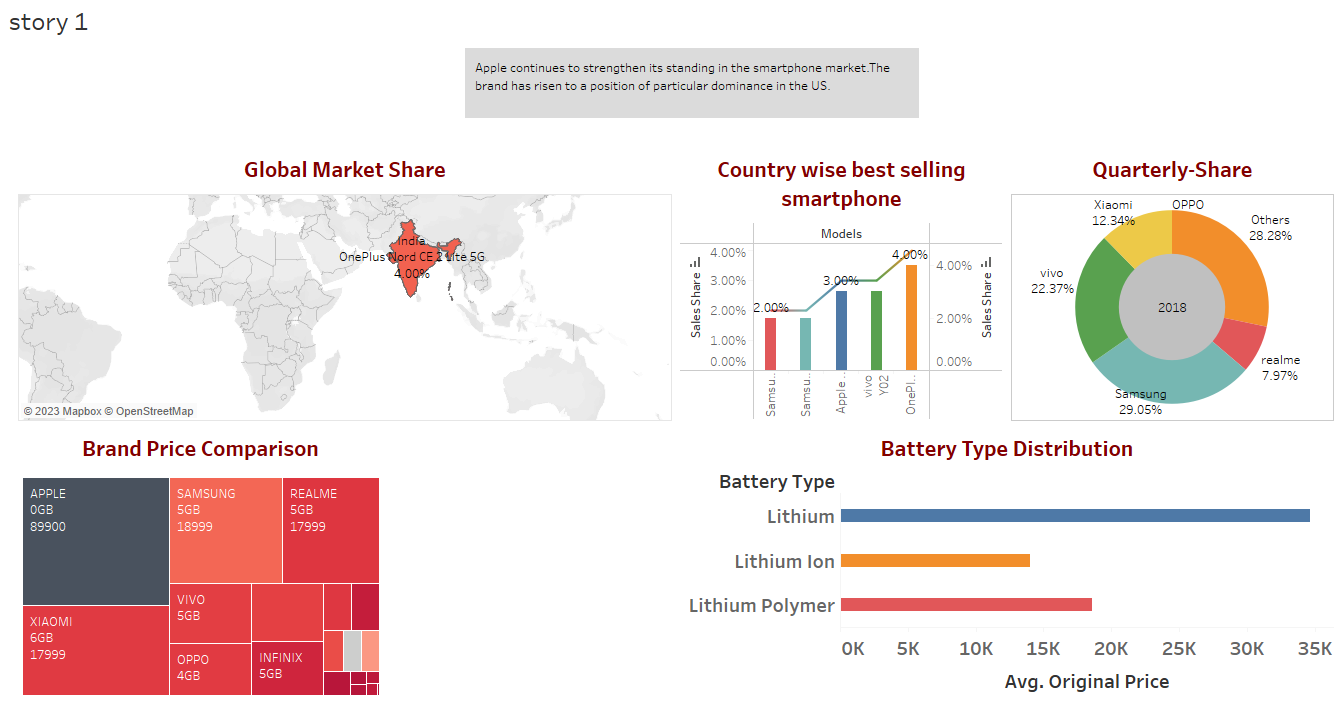 story 1
Apple continues to strengthen its standing in the smartphone market.The
brand has risen to a position of particular dominance in the US.
Global Market Share
India
OnePlus Nord CE 2 Lite 5G
4.00%
© 2023 Mapbox © OpenStreetMap
Country wise best selling
smartphone
Models
Sales Share
4.00%
3.00%
2.00%
1.00%
0.00%
2.00%
3.00%
4.00%
Samsu..
Samsu..
Apple ..
vivo
Y02
OnePl..
4.00%
2.00%
0.00%
Sales Share
Quarterly-Share
Xiaomi
12.34%
OPPO
Others
28.28%
vivo
22.37%
2018
realme
7.97%
Samsung
29.05%
Brand Price Comparison
APPLE
0GB
89900
SAMSUNG
5GB
18999
REALME
5GB
17999
XIAOMI
6GB
17999
VIVO
5GB
OPPO
4GB
INFINIX
5GB
Battery Type Distribution
Battery Type
Lithium
Lithium Ion
Lithium Polymer
0K 5K 10K 15K 20K 25K 30K 35K
Avg. Original Price